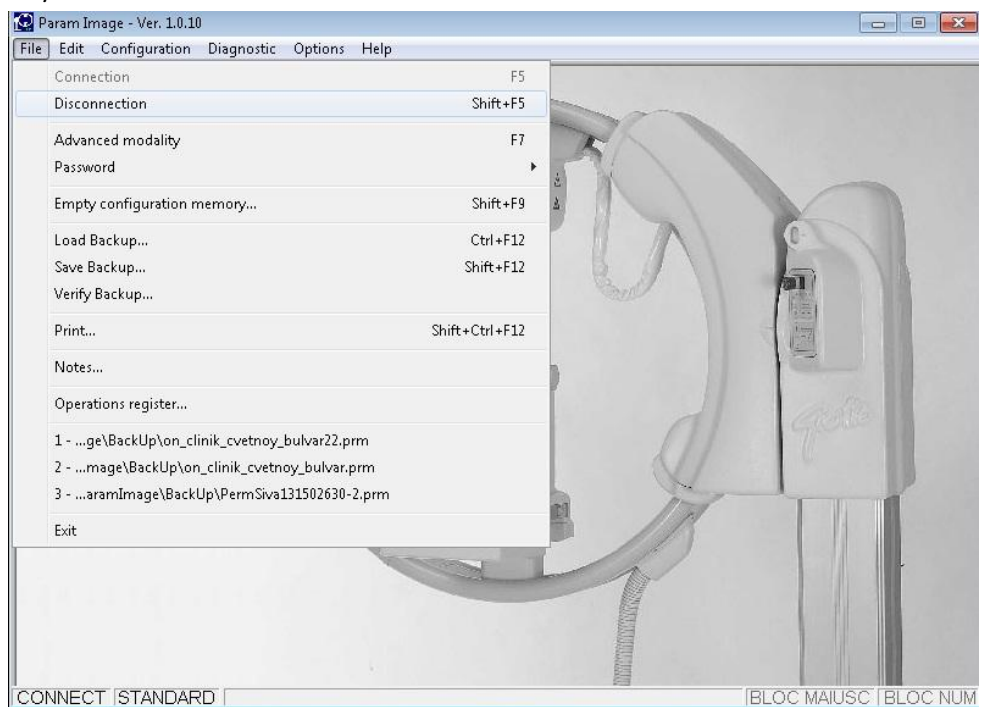 Param Image - Ver. 1.0.10
File Edit Configuration Diagnostic Options Help
Connection F5
Disconnection Shift+F5
Advanced modality F7
Password
Empty configuration memory... Shift+F9
Load Backup... Ctrl+F12
Save Backup... Shift+F12
Verify Backup...
Print... Shift+Ctrl+F12
Notes...
Operations register...
1 - ...ge\BackUp\on_clinik_cvetnoy_bulvar22.prm
2 - ...mage\BackUp\on_clinik_cvetnoy_bulvar.prm
3 - ...aramImage\BackUp\PermSiva131502630-2.prm
Exit
CONNECT STANDARD BLOC MAIUSC BLOC NUM